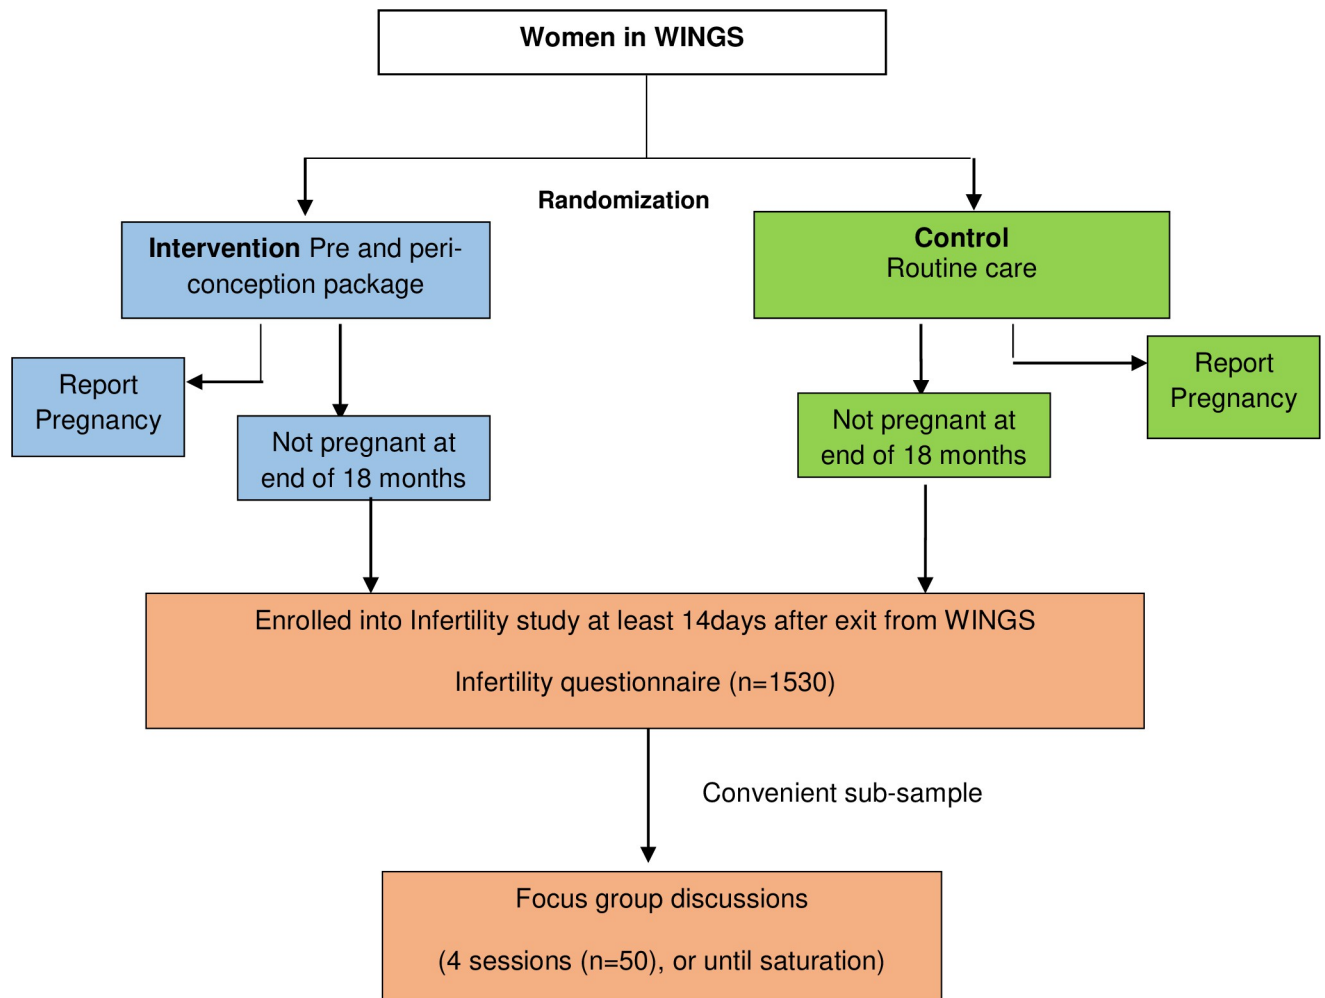 Women in WINGS
Randomization
Intervention Pre and peri-
conception package
Control
Routine care
Report
Pregnancy
Not pregnant at
end of 18 months
Not pregnant at
end of 18 months
Report
Pregnancy
Enrolled into Infertility study at least 14days after exit from WINGS
Infertility questionnaire (n=1530)
Convenient sub-sample
Focus group discussions
(4 sessions (n=50), or until saturation)